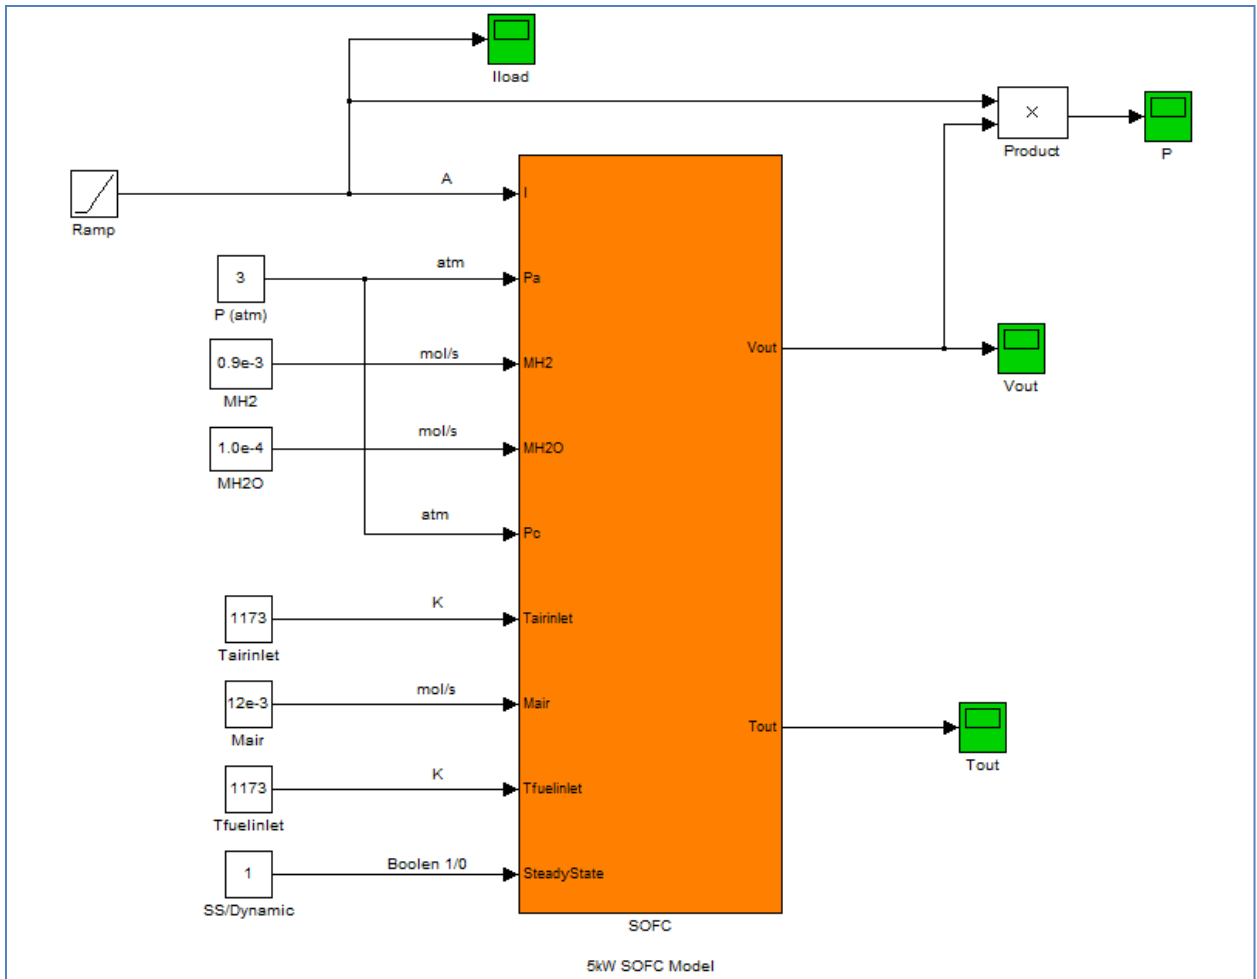 Iload
×
Product
P
A
I
Ramp
atm
3
Pa
P (atm)
mol/s
0.9e-3
MH2
MH2
Vout
Vout
mol/s
1.0e-4
MH2O
MH2O
atm
Pc
K
1173
Tairinlet
Tairinlet
mol/s
12e-3
Mair
Mair
Tout
Tout
K
1173
Tfuelinlet
Tfuelinlet
Boolen 1/0
1
SteadyState
SS/Dynamic
SOFC
5kW SOFC Model